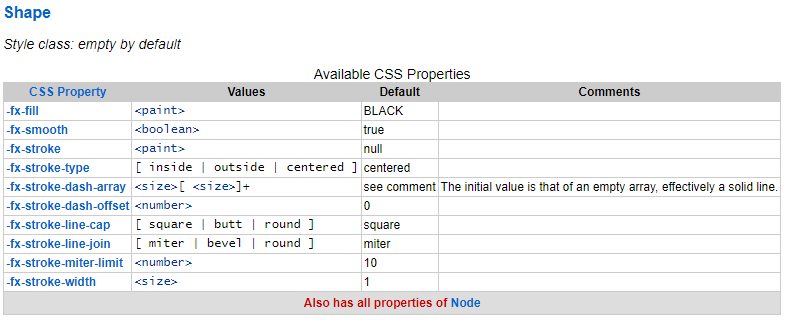 Shape
Style class: empty by default
Available CSS Properties
CSS Property Values Default Comments
-fx-fill <paint> BLACK
-fx-smooth <boolean> true
-fx-stroke <paint> null
-fx-stroke-type [ inside | outside | centered ] centered
-fx-stroke-dash-array <size>[ <size>]+ see comment The initial value is that of an empty array, effectively a solid line.
-fx-stroke-dash-offset <number> 0
-fx-stroke-line-cap [ square | butt | round ] square
-fx-stroke-line-join [ miter | bevel | round ] miter
-fx-stroke-miter-limit <number> 10
-fx-stroke-width <size> 1
Also has all properties of Node